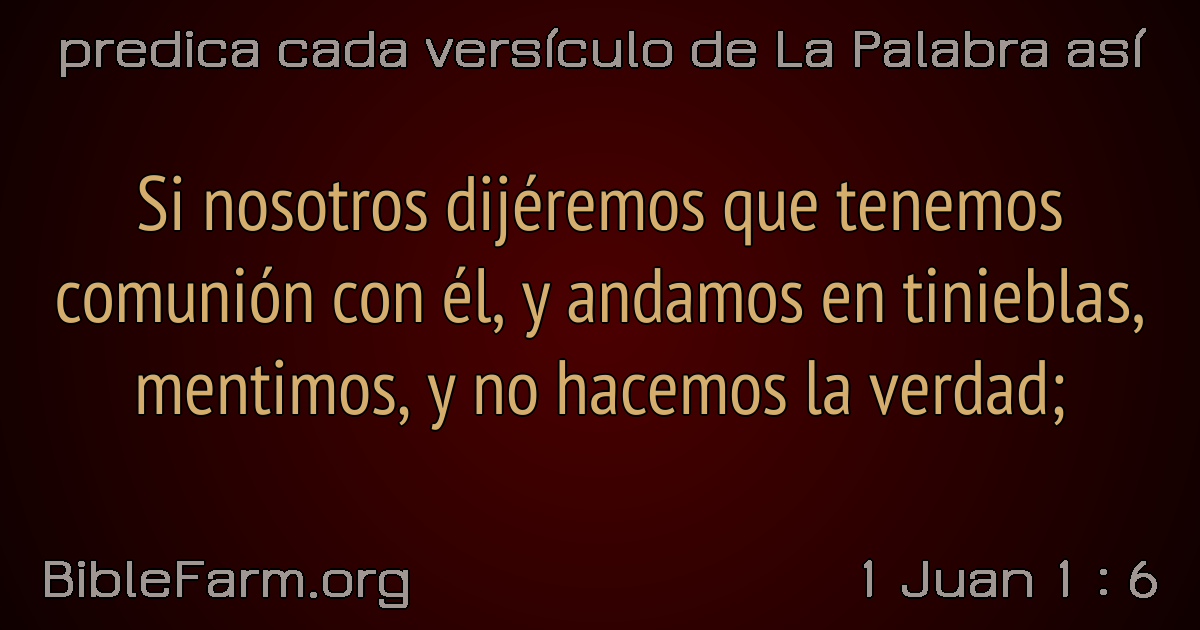 predica cada versículo de La Palabra así
Si nosotros dijéremos que tenemos
comunión con él, y andamos en tinieblas,
mentimos, y no hacemos la verdad;
BibleFarm.org
1 Juan 1 : 6